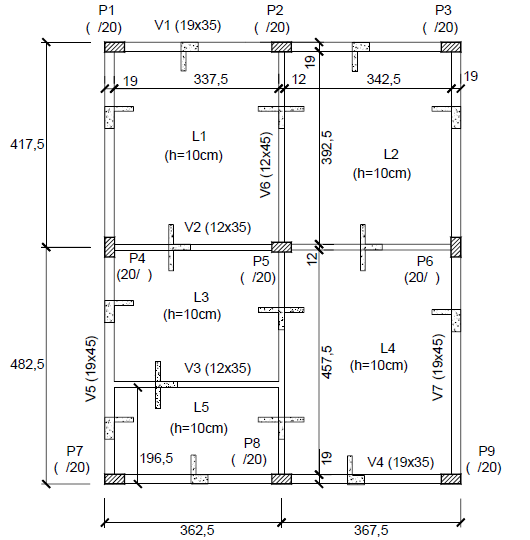 P1
(  /20)
P2
(  /20)
P3
(  /20)
V1 (19x35)
19
19
337,5
12
342,5
19
417,5
L1
(h=10cm)
V6 (12x45)
392,5
L2
(h=10cm)
V2 (12x35)
P4
(20/  )
P5
(  /20)
12
P6
(20/  )
L3
(h=10cm)
482,5
V5 (19x45)
V3 (12x35)
457,5
L4
(h=10cm)
V7 (19x45)
L5
(h=10cm)
P7
(  /20)
196,5
P8
(  /20)
19
V4 (19x35)
P9
(  /20)
362,5
367,5